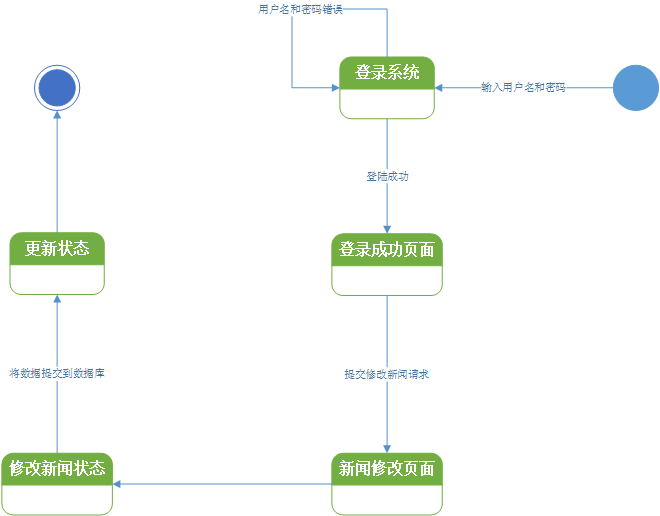 用户名和密码错误
登录系统
输入用户名和密码
登陆成功
更新状态
登录成功页面
将数据提交到数据库
提交修改新闻请求
修改新闻状态
新闻修改页面